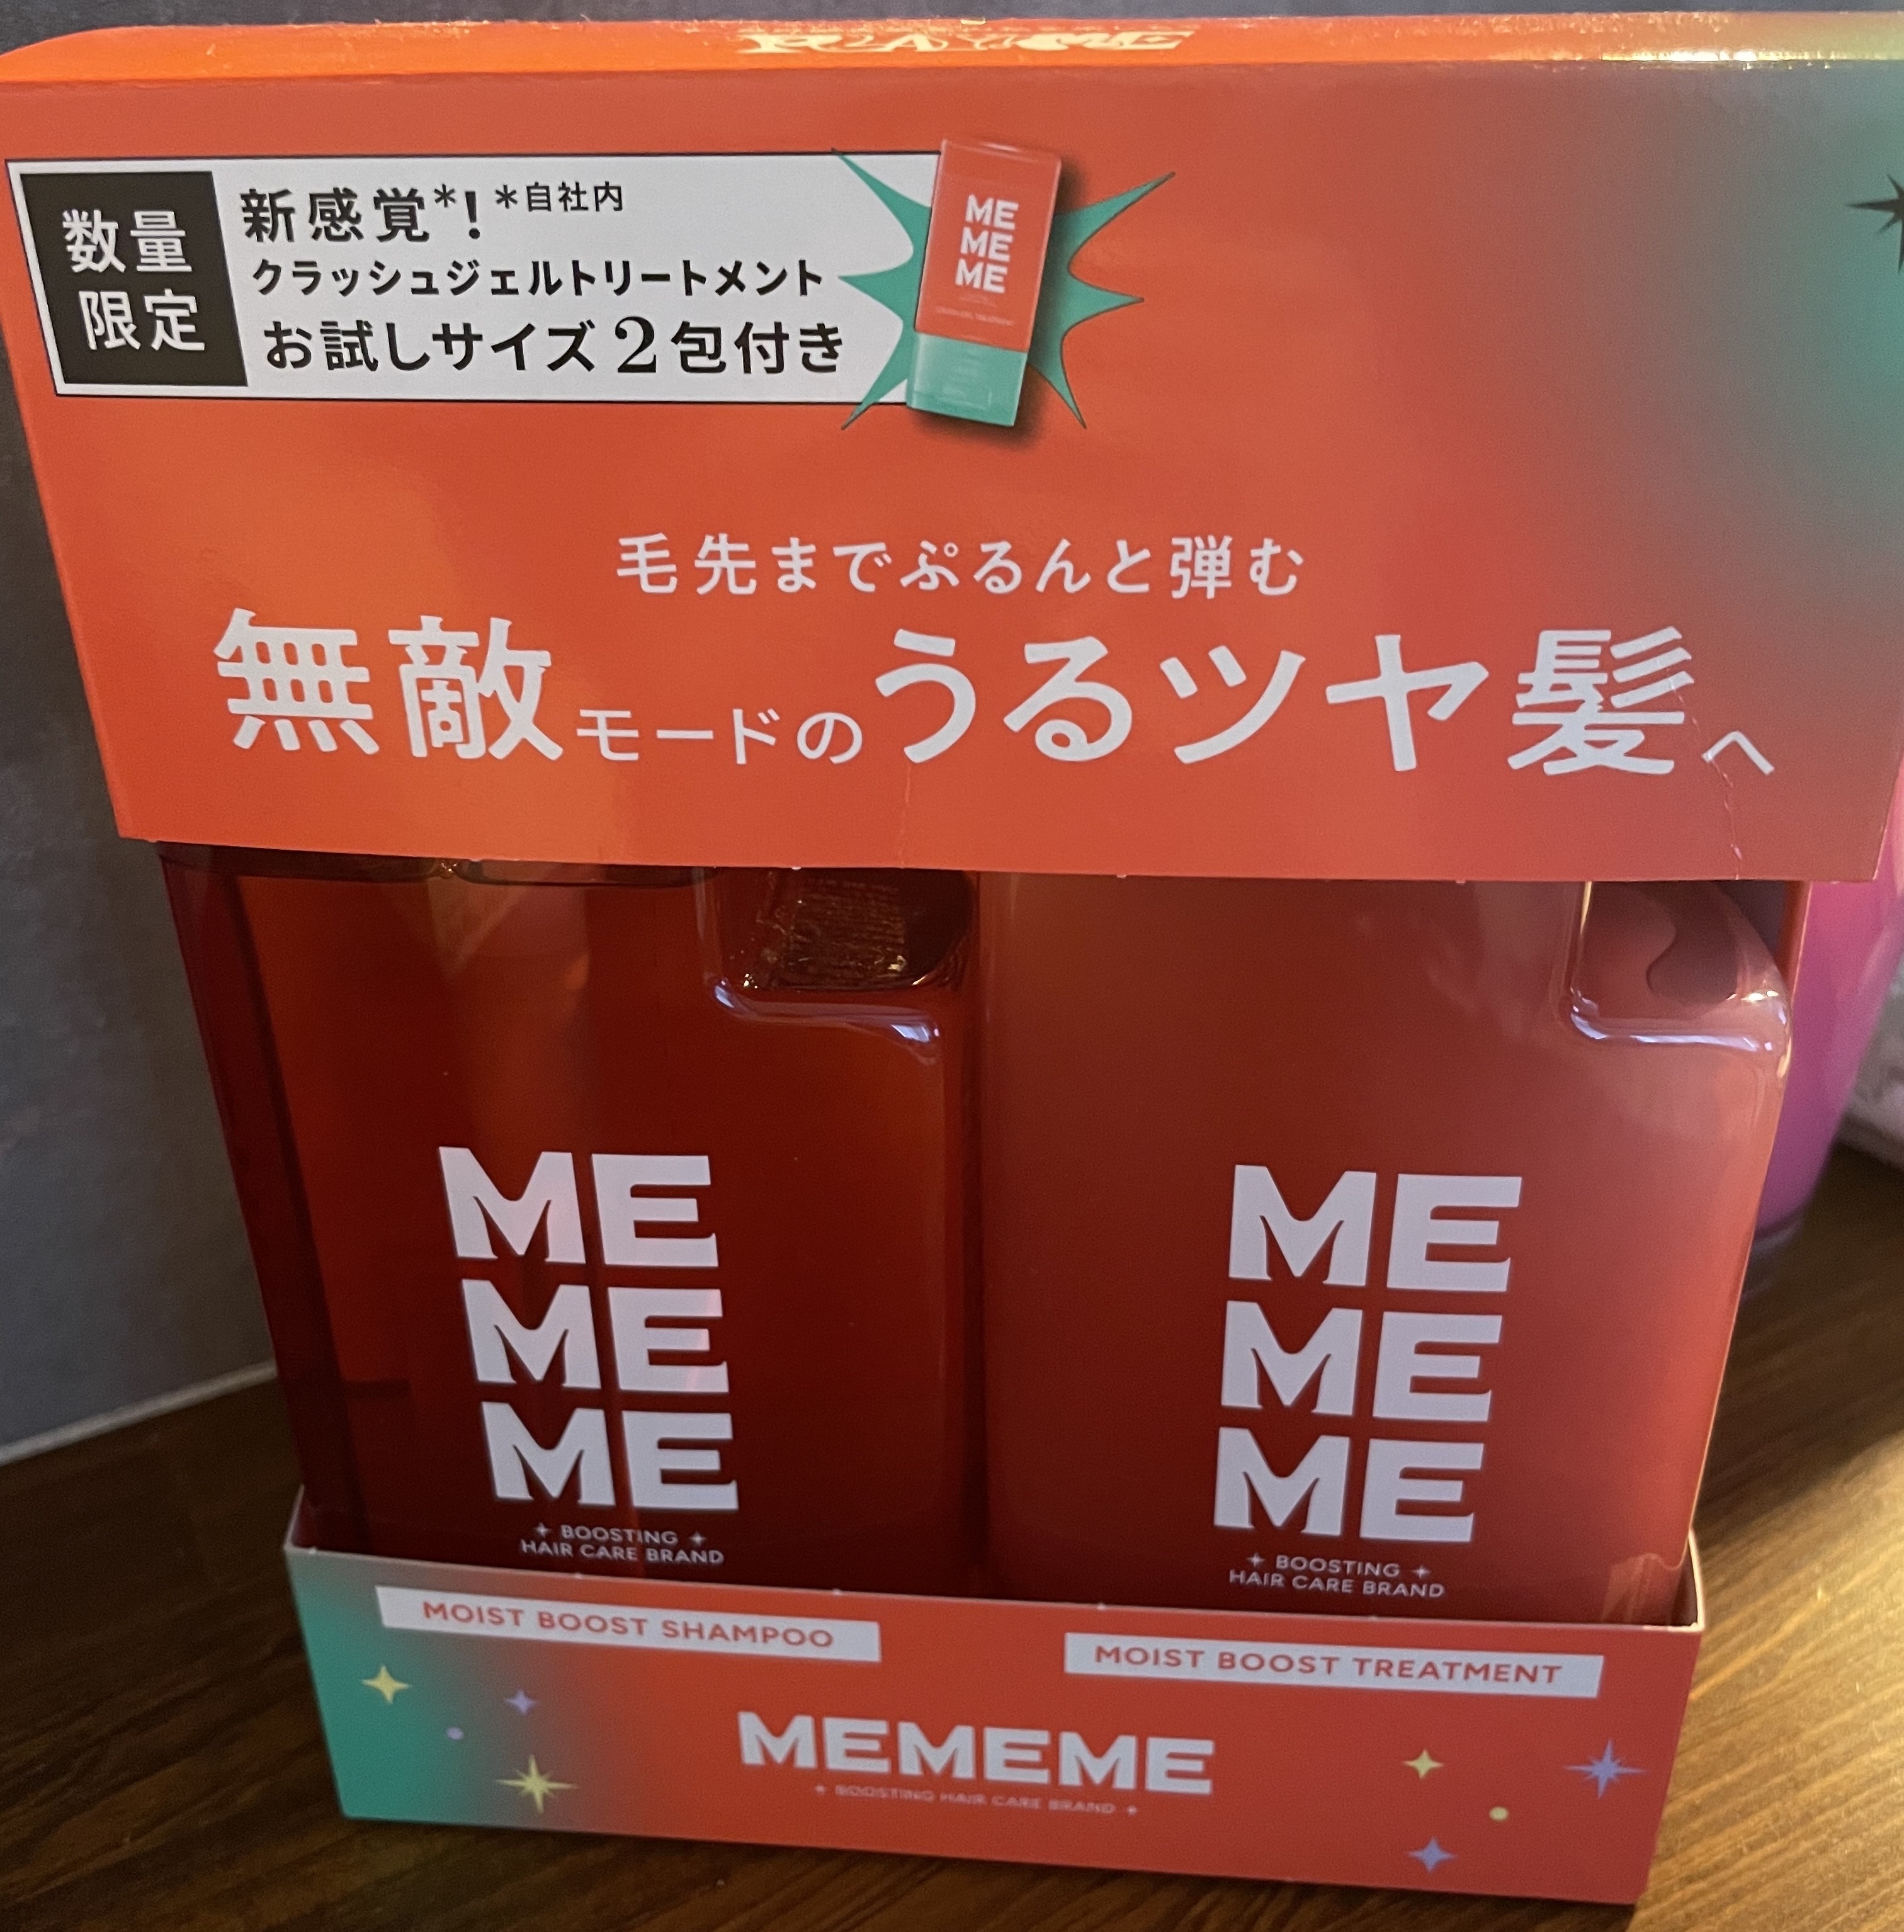 数量
限定
新感覚*! *自社内
クラッシュジェルトリートメント
お試しサイズ2包付き
ME
ME
ME
毛先までぷるんと弾む
無敵モードのうるツヤ髪へ
ME
ME
ME
BOOSTING
HAIR CARE BRAND
ME
ME
ME
BOOSTING
HAIR CARE BRAND
MOIST BOOST SHAMPOO
MOIST BOOST TREATMENT
MEMEME
BOOSTING HAIR CARE BRAND